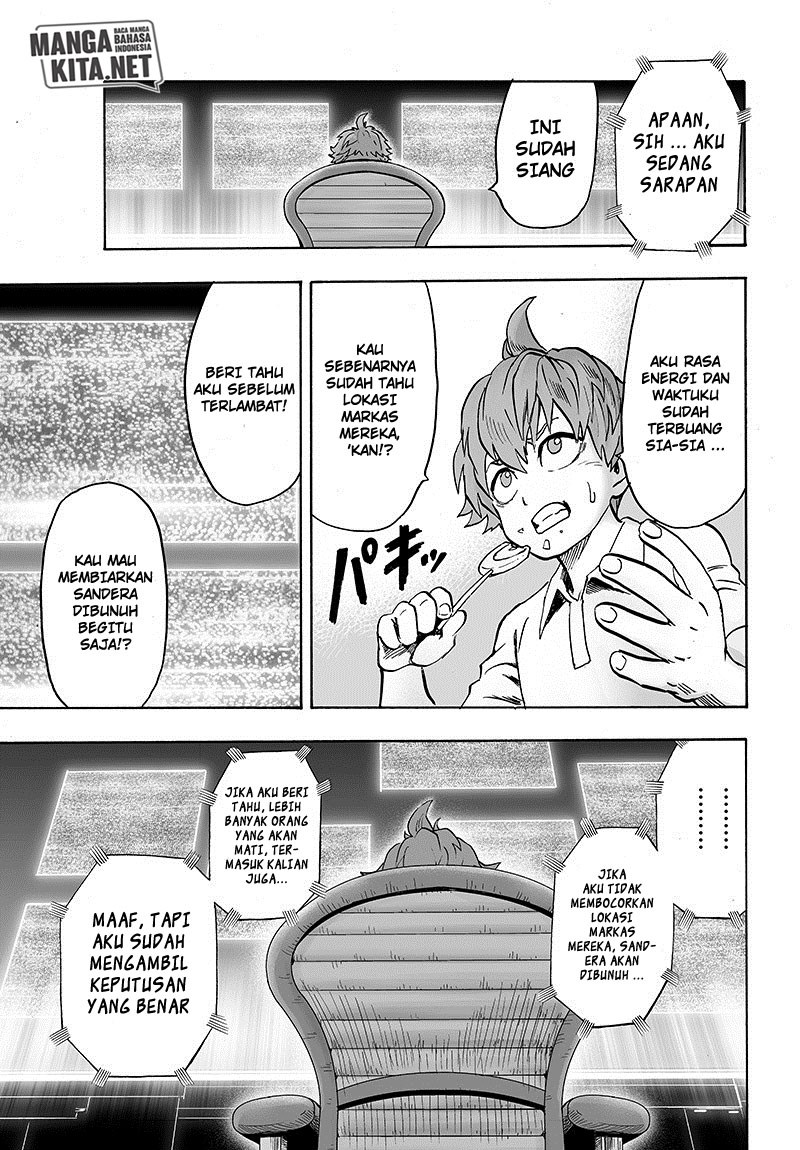 MANGA
KITA.NET
BACA MANGA
BAHASA
INDONESIA
APAAN,
SIH ... AKU
SEDANG
SARAPAN
INI
SUDAH
SIANG
AKU RASA
ENERGI DAN
WAKTUKU
SUDAH
TERBUANG
SIA-SIA ...
KAU
SEBENARNYA
SUDAH TAHU
LOKASI
MARKAS
MEREKA,
'KAN!?
パキッ
BERI TAHU
AKU SEBELUM
TERLAMBAT!
KAU MAU
MEMBIARKAN
SANDERA
DIBUNUH
BEGITU
SAJA!?
........
JIKA
AKU TIDAK
MEMBOCORKAN
LOKASI
MARKAS
MEREKA, SAND-
ERA AKAN
DIBUNUH ...
JIKA AKU BERI
TAHU, LEBIH
BANYAK ORANG
YANG AKAN
MATI, TER-
MASUK KALIAN
JUGA...
MAAF, TAPI
AKU SUDAH
MENGAMBIL
KEPUTUSAN
YANG BENAR